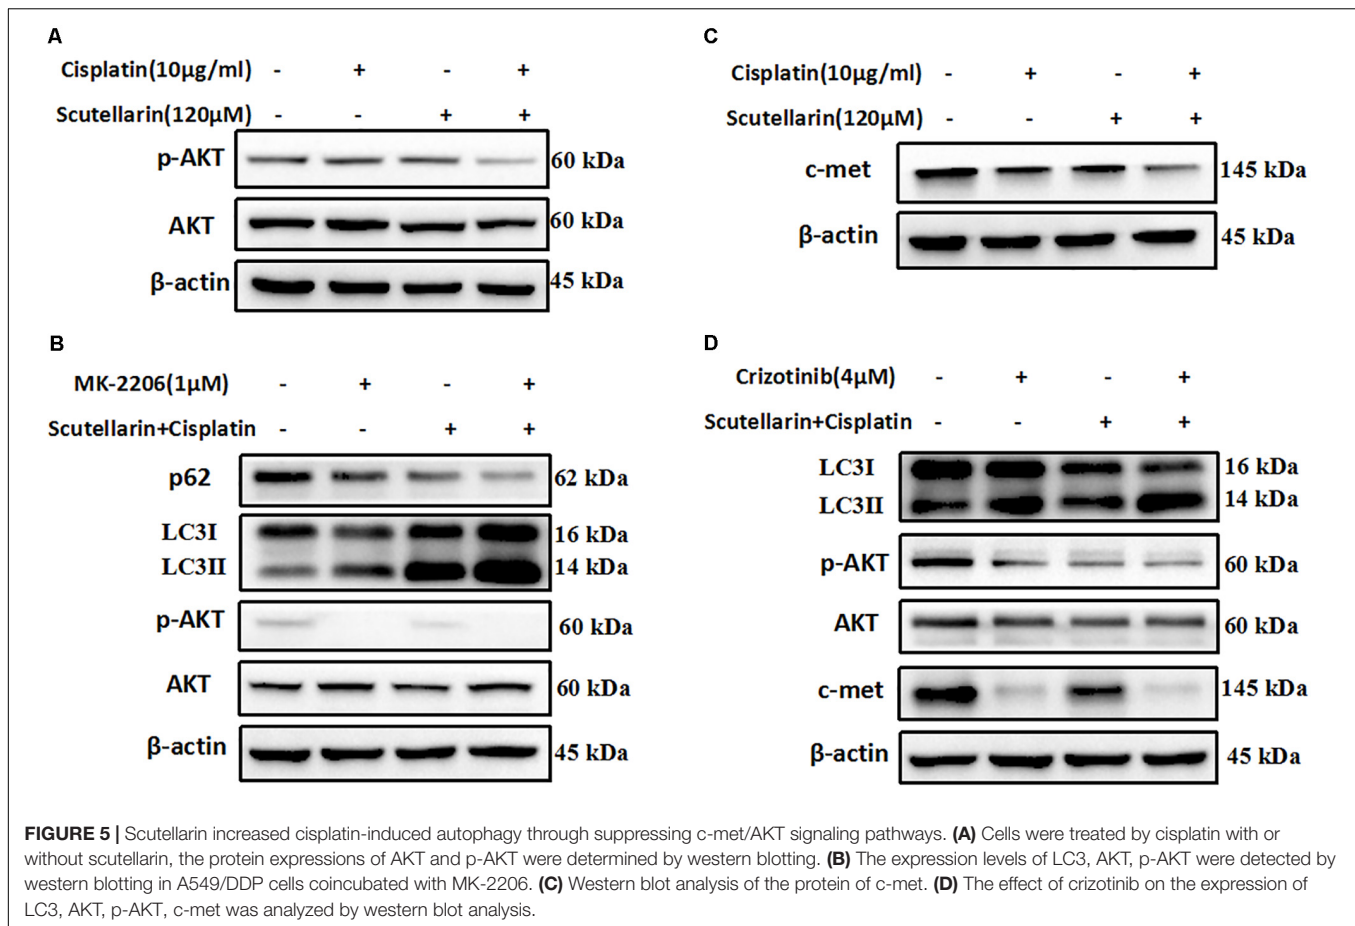 A
Cisplatin(10μg/ml) - + - +
Scutellarin(120μM) - - + +
p-AKT 60 kDa
AKT 60 kDa
β-actin 45 kDa
B
MK-2206(1μM) - + - +
Scutellarin+Cisplatin - - + +
p62 62 kDa
LC3I 16 kDa
LC3II 14 kDa
p-AKT 60 kDa
AKT 60 kDa
β-actin 45 kDa
C
Cisplatin(10μg/ml) - + - +
Scutellarin(120μM) - - + +
c-met 145 kDa
β-actin 45 kDa
D
Crizotinib(4μM) - + - +
Scutellarin+Cisplatin - - + +
LC3I 16 kDa
LC3II 14 kDa
p-AKT 60 kDa
AKT 60 kDa
c-met 145 kDa
β-actin 45 kDa
FIGURE 5 | Scutellarin increased cisplatin-induced autophagy through suppressing c-met/AKT signaling pathways. (A) Cells were treated by cisplatin with or
without scutellarin, the protein expressions of AKT and p-AKT were determined by western blotting. (B) The expression levels of LC3, AKT, p-AKT were detected by
western blotting in A549/DDP cells coincubated with MK-2206. (C) Western blot analysis of the protein of c-met. (D) The effect of crizotinib on the expression of
LC3, AKT, p-AKT, c-met was analyzed by western blot analysis.